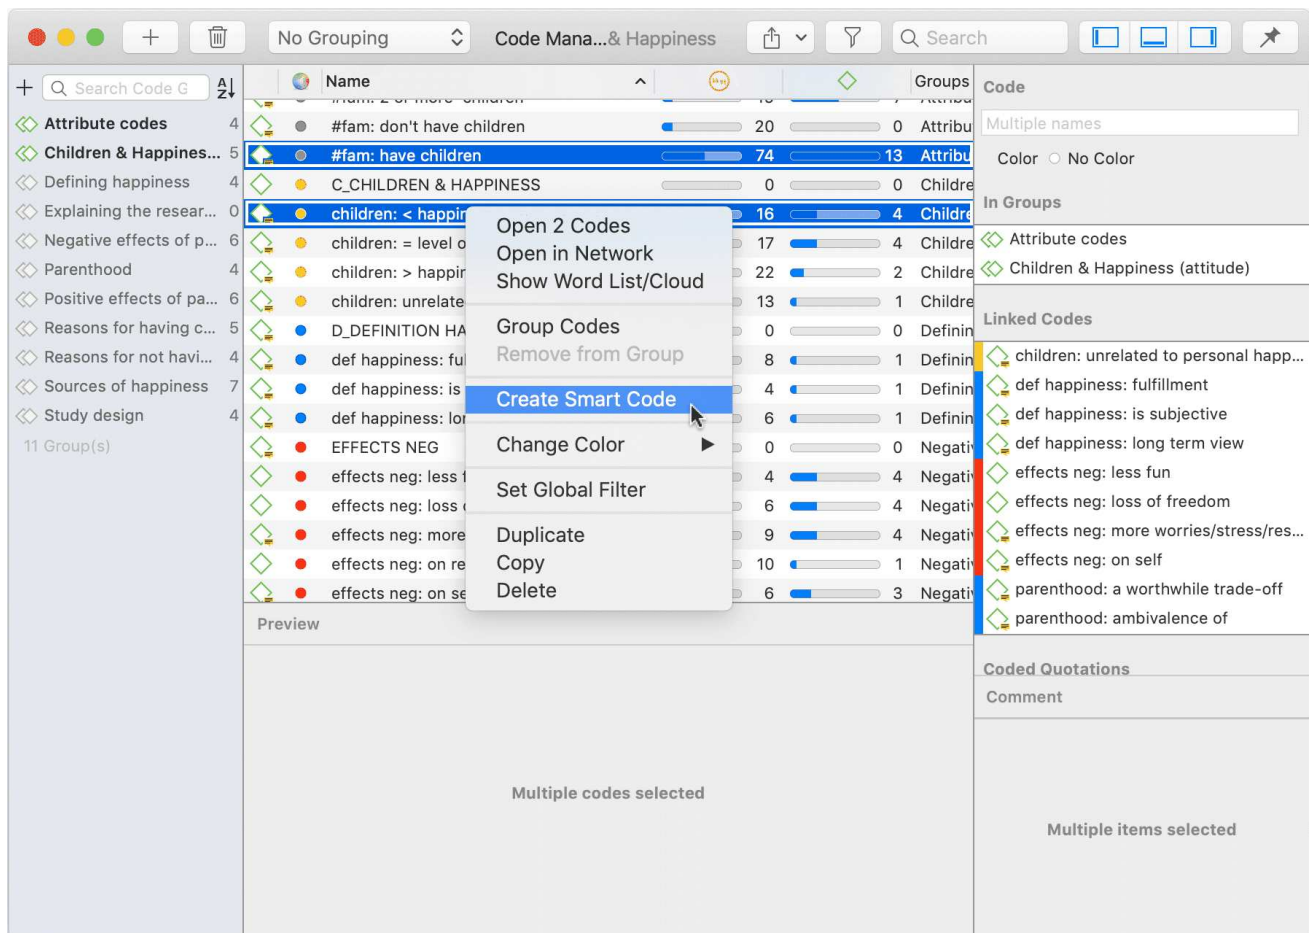 No Grouping
Code Mana...& Happiness
Search
Search Code G
A
Z
Attribute codes 4
Children & Happines... 5
Defining happiness 4
Explaining the resear... 0
Negative effects of p... 6
Parenthood 4
Positive effects of pa... 6
Reasons for having c... 5
Reasons for not havi... 4
Sources of happiness 7
Study design 4
11 Group(s)
Name Groups
#fam: don't have children 20 0 Attribu
#fam: have children 74 13 Attribu
C_CHILDREN & HAPPINESS 0 0 Childre
children: < happin 16 4 Childre
children: = level o 17 4 Childre
children: > happin 22 2 Childre
children: unrelate 13 1 Childre
D_DEFINITION HA 0 0 Definin
def happiness: ful 8 1 Definin
def happiness: is 4 1 Definin
def happiness: lon 6 1 Definin
EFFECTS NEG 0 0 Negati
effects neg: less f 4 4 Negati
effects neg: loss o 6 4 Negati
effects neg: more 9 4 Negati
effects neg: on re 10 1 Negati
effects neg: on se 6 3 Negati
Open 2 Codes
Open in Network
Show Word List/Cloud
Group Codes
Remove from Group
Create Smart Code
Change Color
Set Global Filter
Duplicate
Copy
Delete
Preview
Multiple codes selected
Code
Multiple names
Color No Color
In Groups
Attribute codes
Children & Happiness (attitude)
Linked Codes
children: unrelated to personal happ...
def happiness: fulfillment
def happiness: is subjective
def happiness: long term view
effects neg: less fun
effects neg: loss of freedom
effects neg: more worries/stress/res...
effects neg: on self
parenthood: a worthwhile trade-off
parenthood: ambivalence of
Coded Quotations
Comment
Multiple items selected